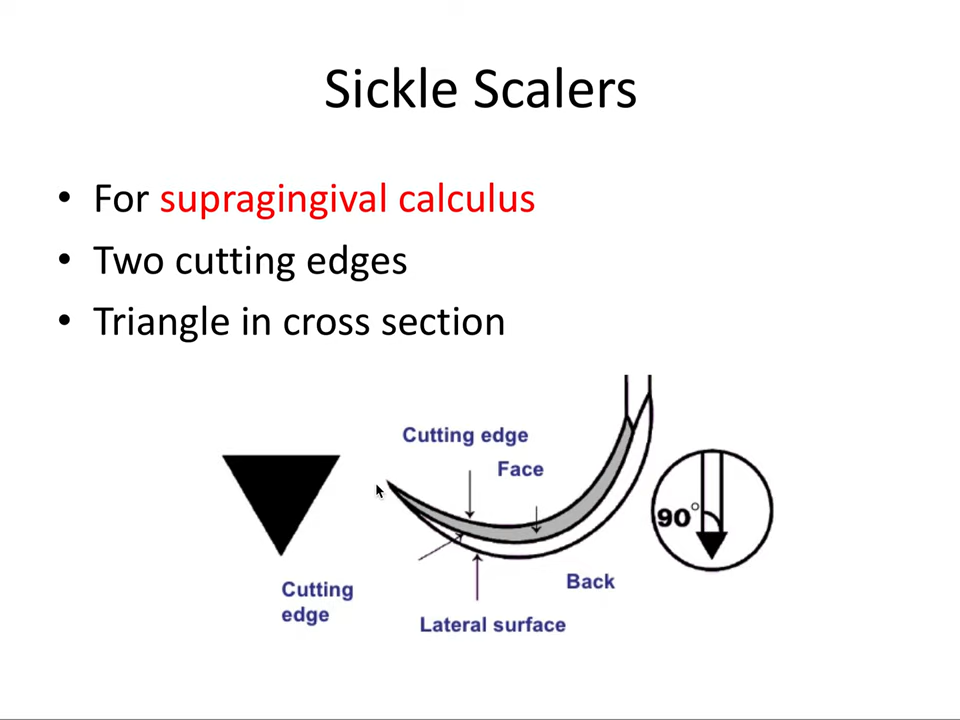 Sickle Scalers
• For supragingival calculus
• Two cutting edges
• Triangle in cross section
Cutting edge
Face
90°
Cutting
edge
Back
Lateral surface